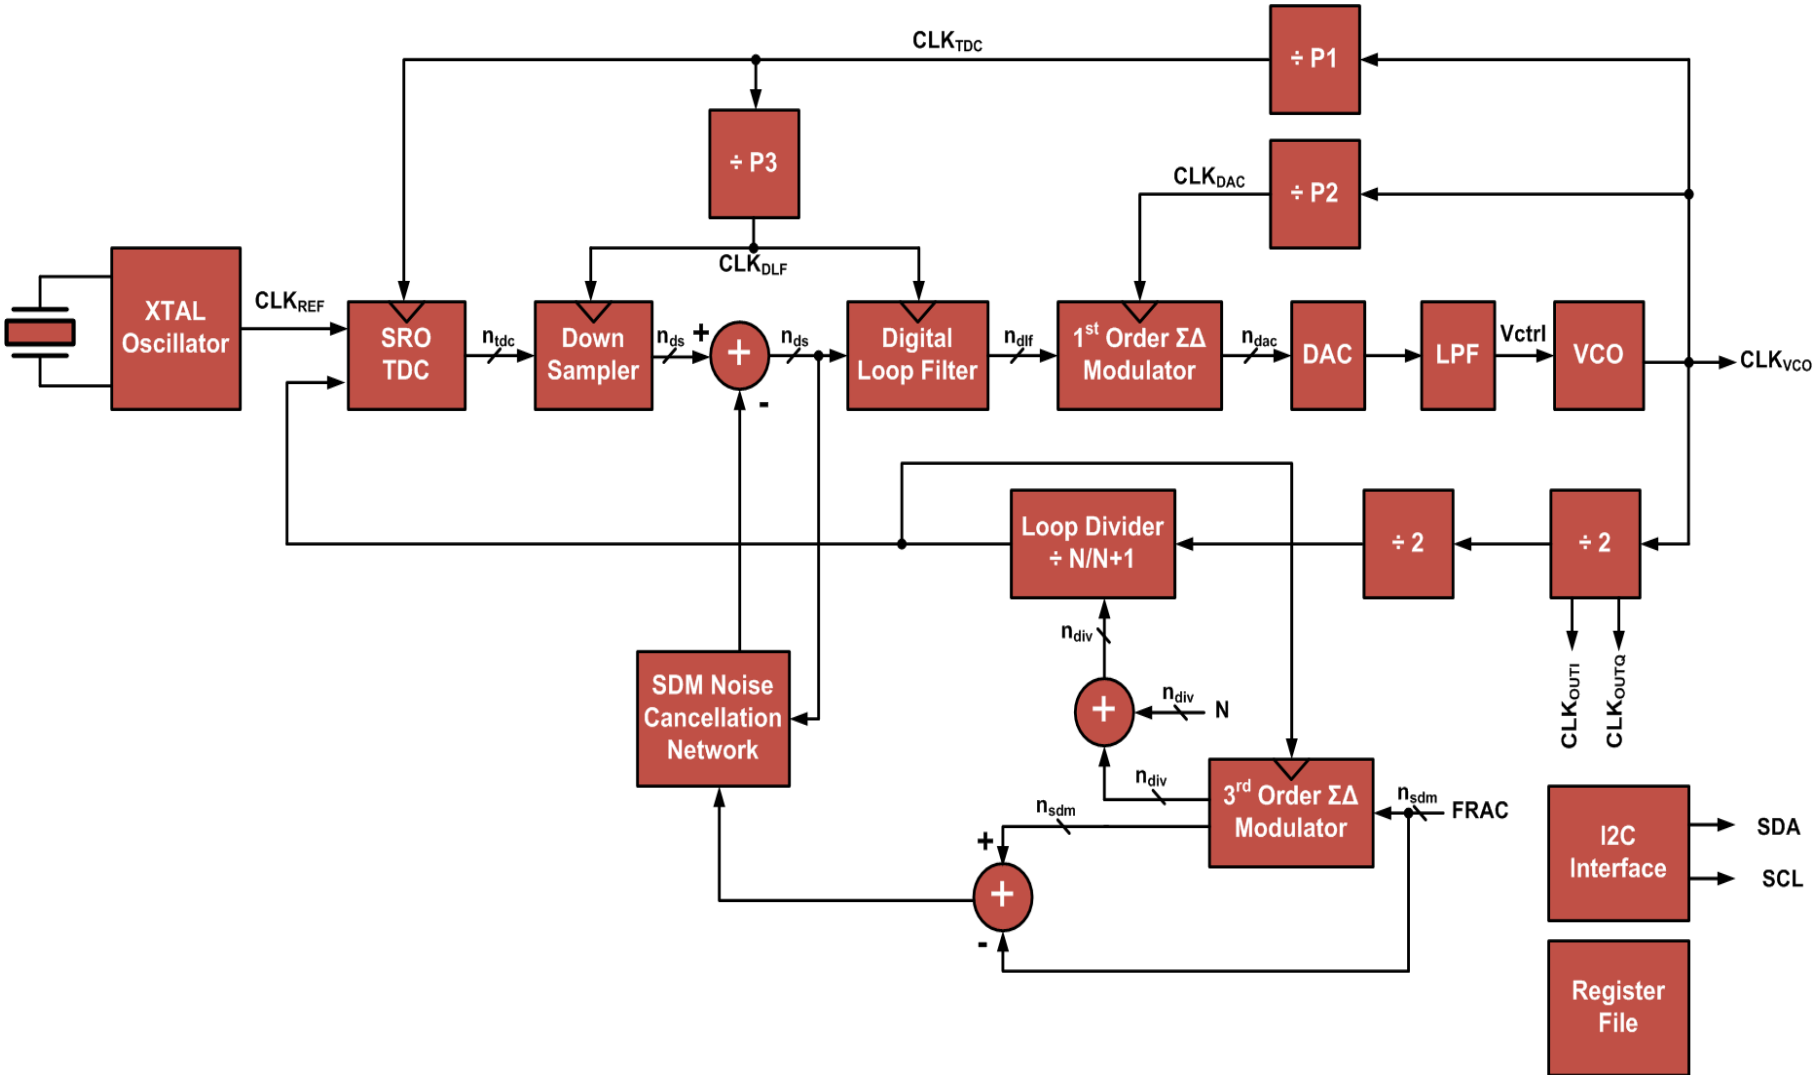 CLKTDC
÷ P1
÷ P3
CLKDAC
÷ P2
CLKDLF
XTAL
Oscillator
CLKREF
SRO
TDC
ntdc
Down
Sampler
nds
+
+
-
nds
Digital
Loop Filter
ndlf
1st Order ΣΔ
Modulator
ndac
DAC
LPF
Vctrl
VCO
CLKVCO
Loop Divider
÷ N/N+1
÷ 2
÷ 2
CLKOUTI
CLKOUTQ
ndiv
+
ndiv
N
SDM Noise
Cancellation
Network
ndiv
nsdm
3rd Order ΣΔ
Modulator
nsdm
FRAC
+
+
-
I2C
Interface
SDA
SCL
Register
File